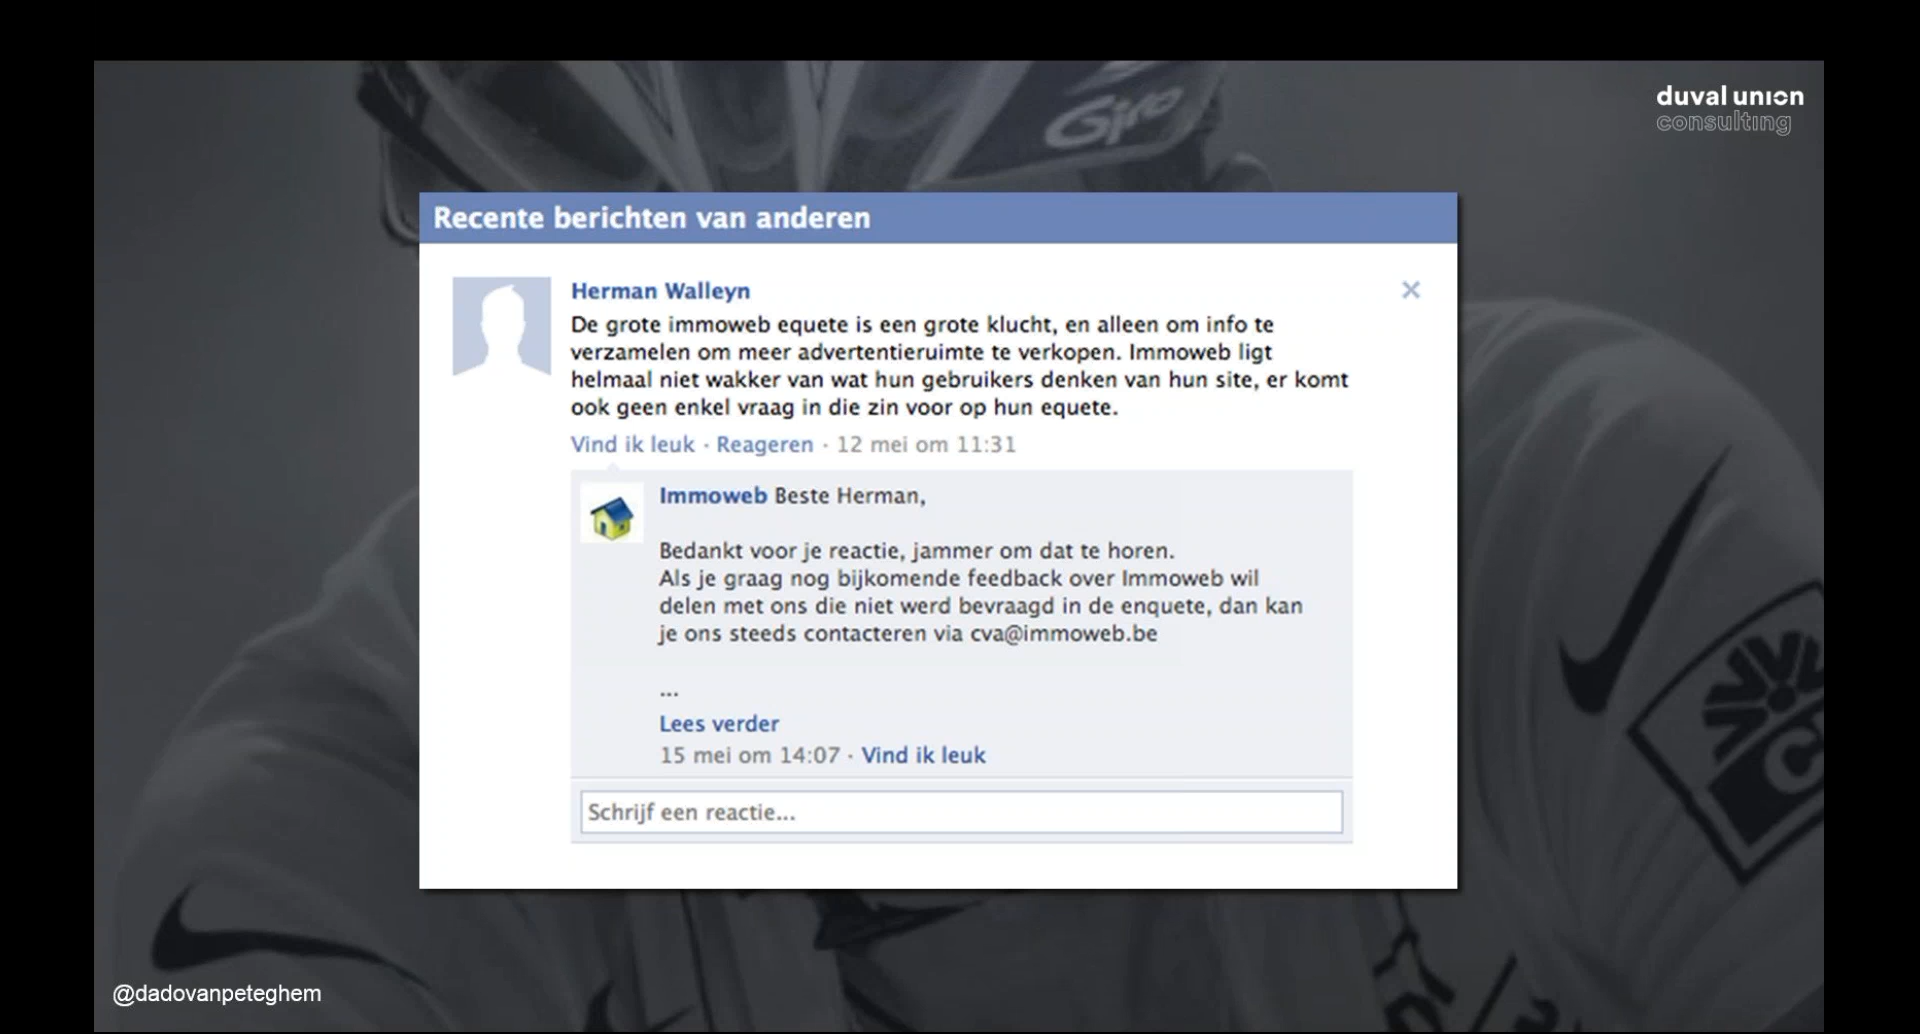 duval union
consulting
Giro
Recente berichten van anderen
Herman Walleyn
De grote immoweb equete is een grote klucht, en alleen om info te
verzamelen om meer advertentieruimte te verkopen. Immoweb ligt
helmaal niet wakker van wat hun gebruikers denken van hun site, er komt
ook geen enkel vraag in die zin voor op hun equete.
Vind ik leuk · Reageren · 12 mei om 11:31
Immoweb Beste Herman,
Bedankt voor je reactie, jammer om dat te horen.
Als je graag nog bijkomende feedback over Immoweb wil
delen met ons die niet werd bevraagd in de enquete, dan kan
je ons steeds contacteren via cva@immoweb.be
...
Lees verder
15 mei om 14:07 · Vind ik leuk
Schrijf een reactie...
@dadovanpeteghem